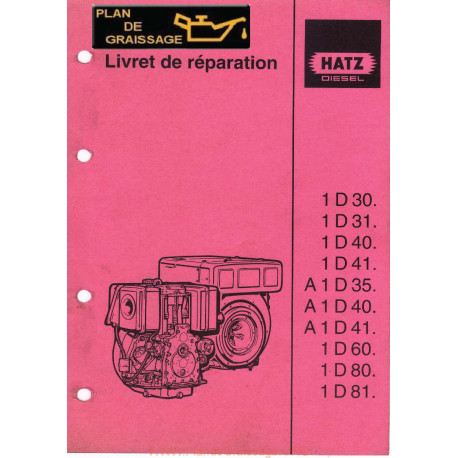 PLAN
DE
GRAISSAGE
Livret de réparation
HATZ
DIESEL
1 D 30.
1 D 31.
1 D 40.
1 D 41.
A 1 D 35.
A 1 D 40.
A 1 D 41.
1 D 60.
1 D 80.
1 D 81.